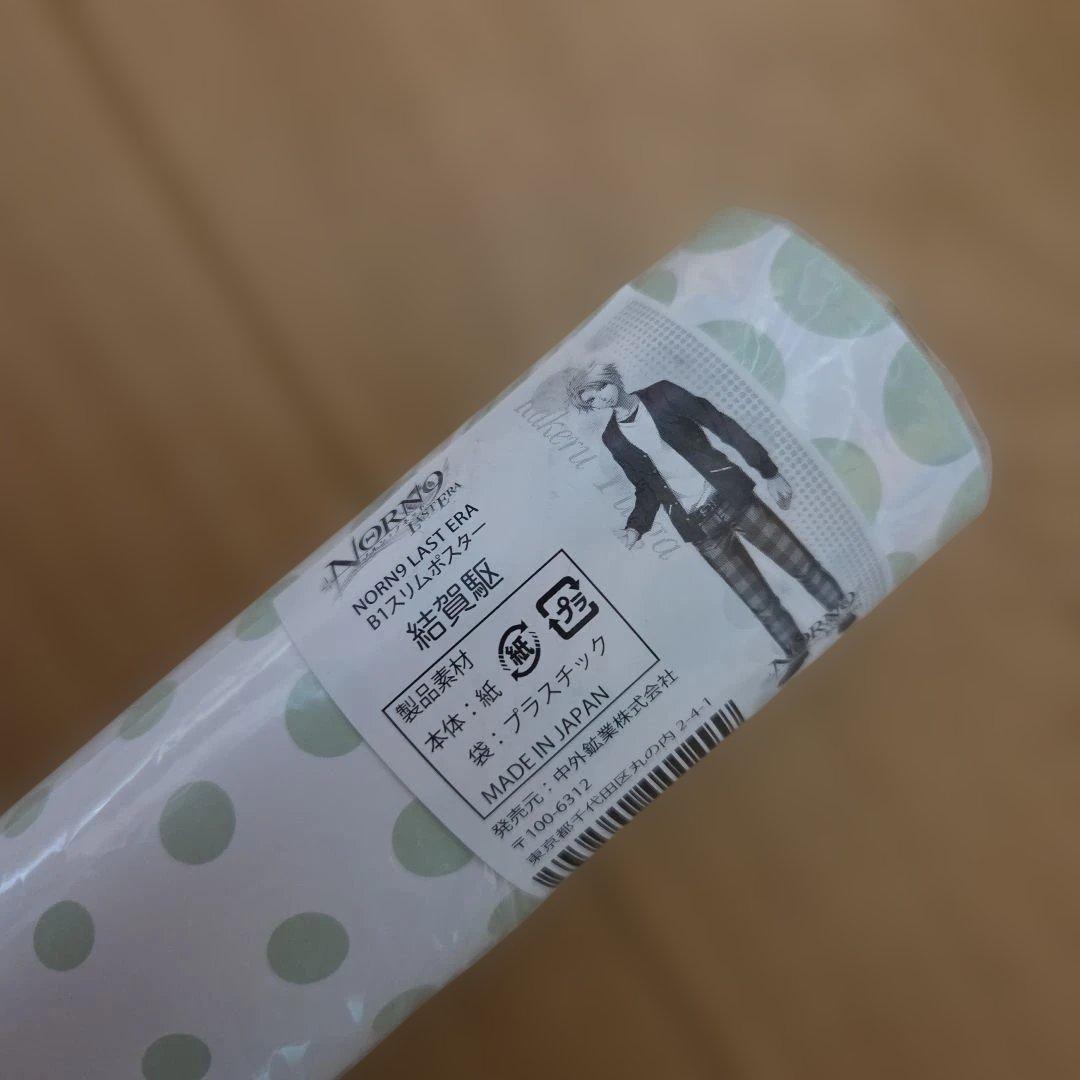 NORN9
LAST ERA
NORN9 LAST ERA
B1スリムポスター
結賀駆
製品素材
本体：紙 紙
袋：プラスチック プラ
MADE IN JAPAN
発売元：中外鉱業株式会社
〒100-6312
東京都千代田区丸の内 2-4-1
NORN9